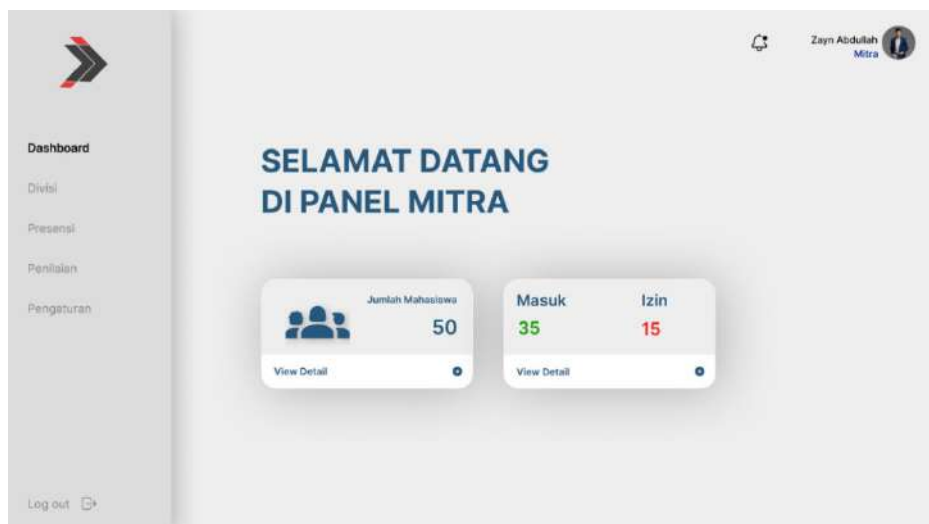 Zayn Abdullah
Mitra
Dashboard
Divisi
Presensi
Penilaian
Pengaturan
Log out
SELAMAT DATANG
DI PANEL MITRA
Jumlah Mahasiswa
50
View Detail
Masuk Izin
35 15
View Detail